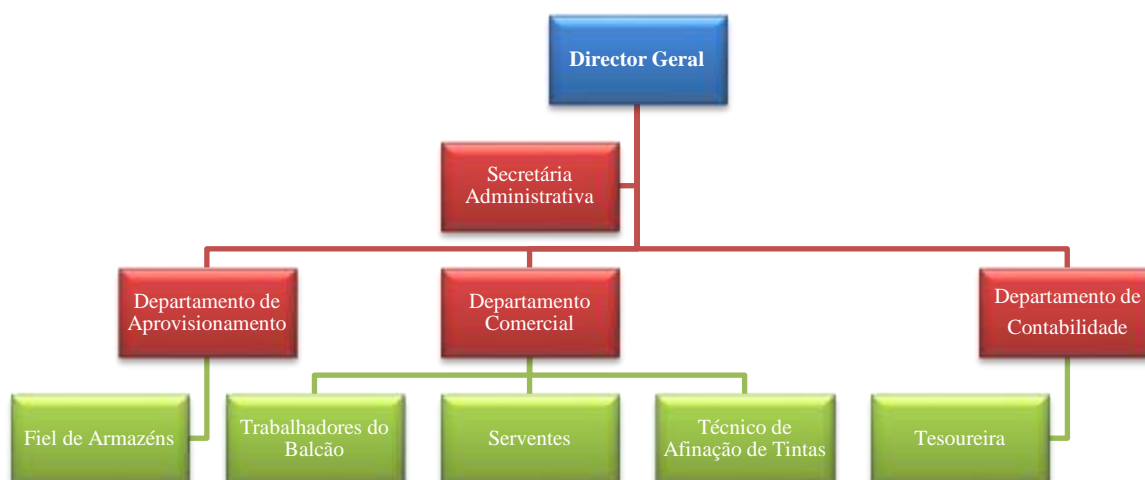 Director Geral
Secretária
Administrativa
Departamento de
Aprovisionamento
Departamento
Comercial
Departamento de
Contabilidade
Fiel de Armazéns
Trabalhadores do
Balcão
Serventes
Técnico de
Afinação de Tintas
Tesoureira